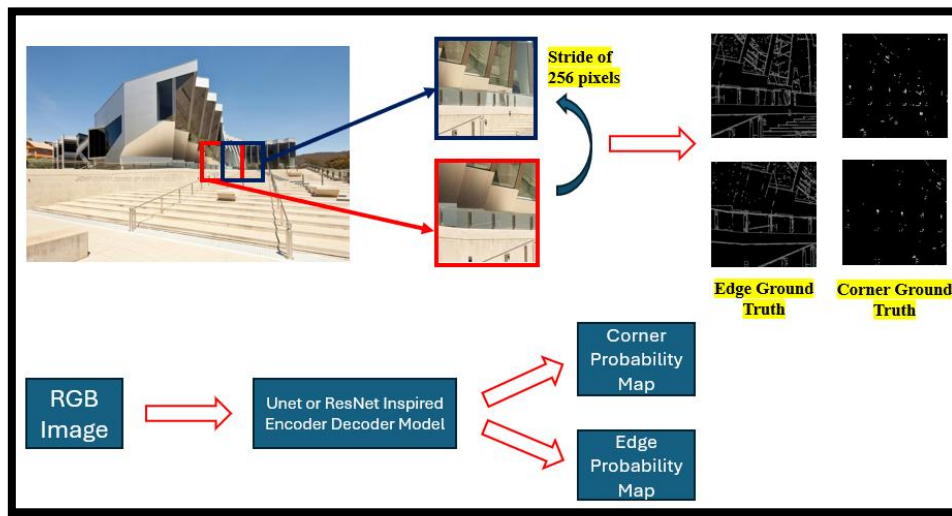 Stride of
256 pixels
Edge Ground
Truth
Corner Ground
Truth
RGB
Image
Unet or ResNet Inspired
Encoder Decoder Model
Corner
Probability
Map
Edge
Probability
Map